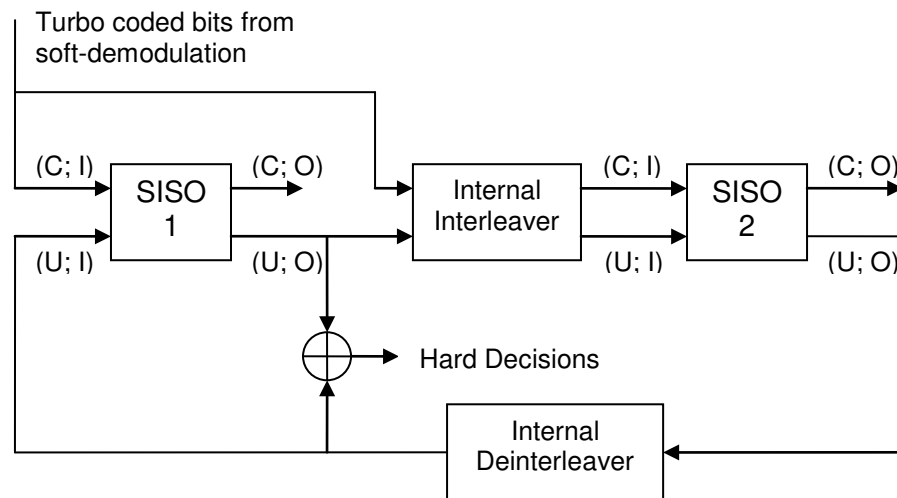 Turbo coded bits from
soft-demodulation
(C; I)
(C; O)
(C; I)
(C; O)
SISO
1
Internal
Interleaver
SISO
2
(U; I)
(U; O)
(U; I)
(U; O)
Hard Decisions
Internal
Deinterleaver